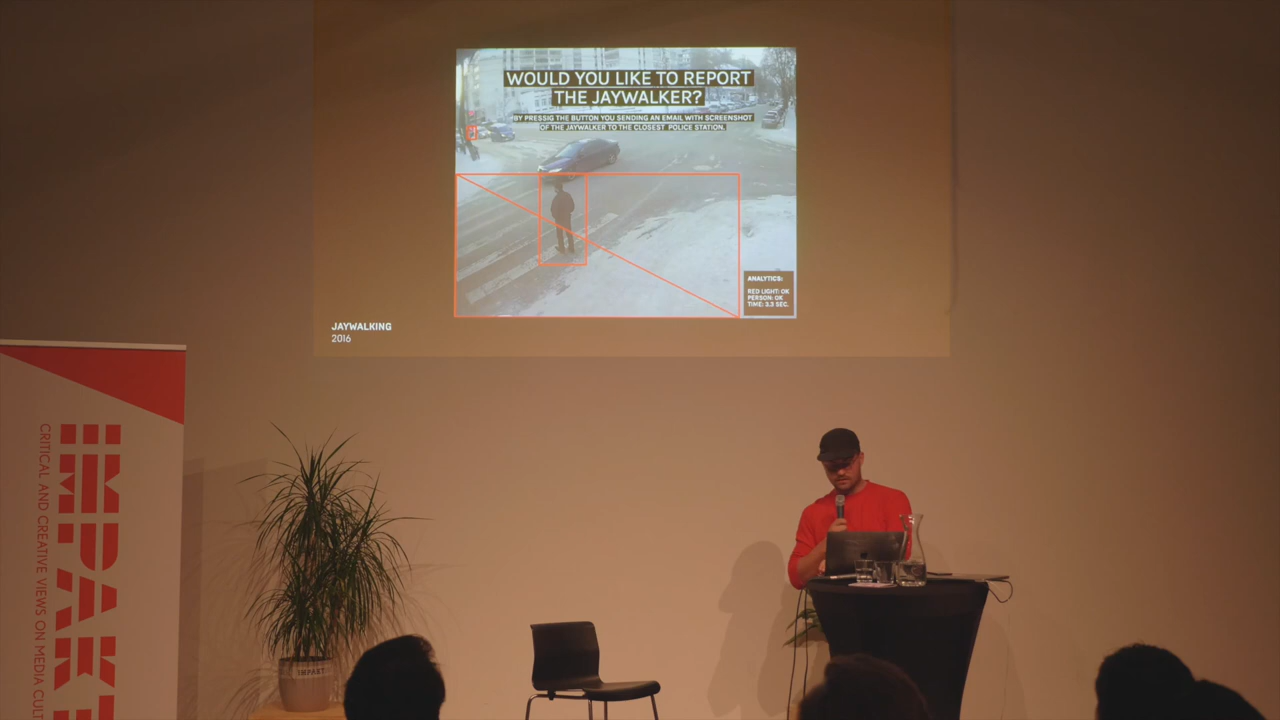 WOULD YOU LIKE TO REPORT
THE JAYWALKER?
BY PRESSIG THE BUTTON YOU SENDING AN EMAIL WITH SCREENSHOT
OF THE JAYWALKER TO THE CLOSEST POLICE STATION.
ANALYTICS:
RED LIGHT: OK
PERSON: OK
TIME: 3.3 SEC.
JAYWALKING
2016
IMPAKT
CRITICAL AND CREATIVE VIEWS ON MEDIA CULT
IMPAKT